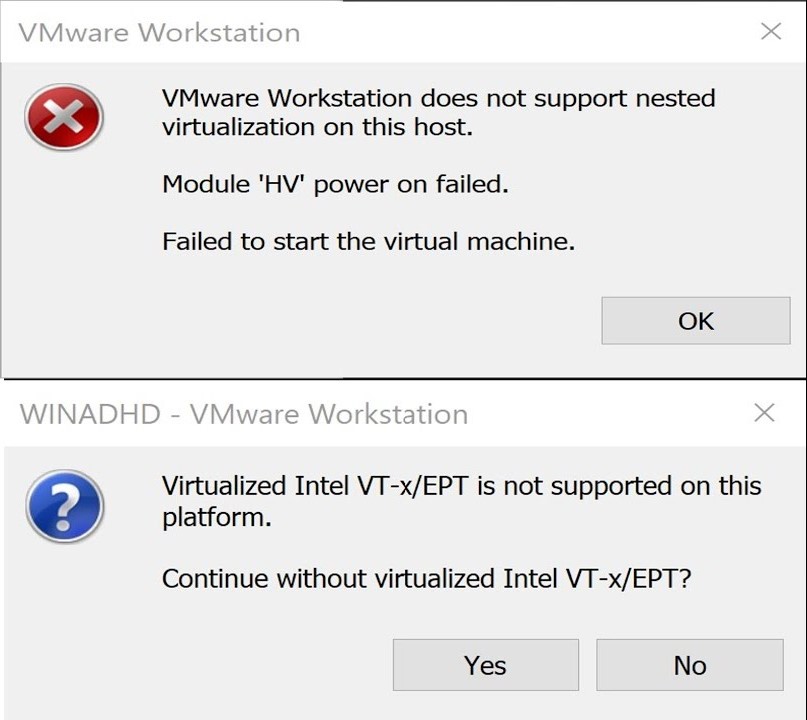 VMware Workstation
VMware Workstation does not support nested
virtualization on this host.
Module 'HV' power on failed.
Failed to start the virtual machine.
OK
WINADHD - VMware Workstation
Virtualized Intel VT-x/EPT is not supported on this
platform.
Continue without virtualized Intel VT-x/EPT?
Yes No